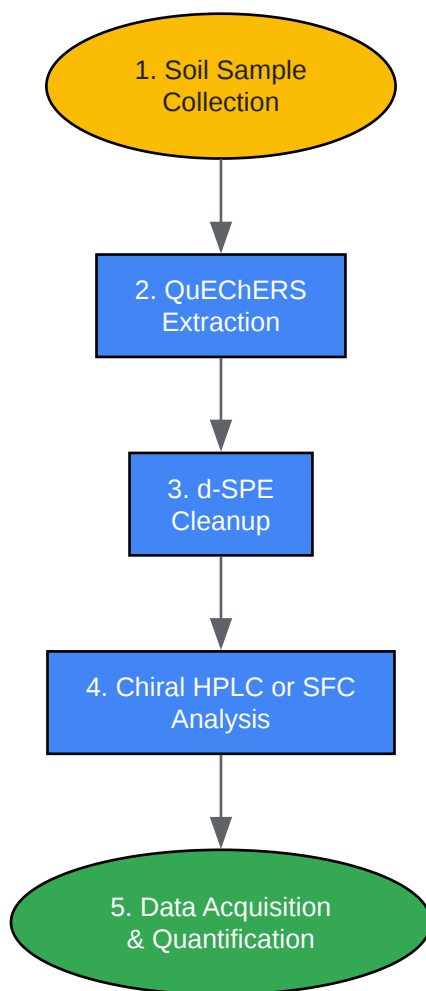 1. Soil Sample
Collection
2. QuEChERS
Extraction
3. d-SPE
Cleanup
4. Chiral HPLC or SFC
Analysis
5. Data Acquisition
& Quantification